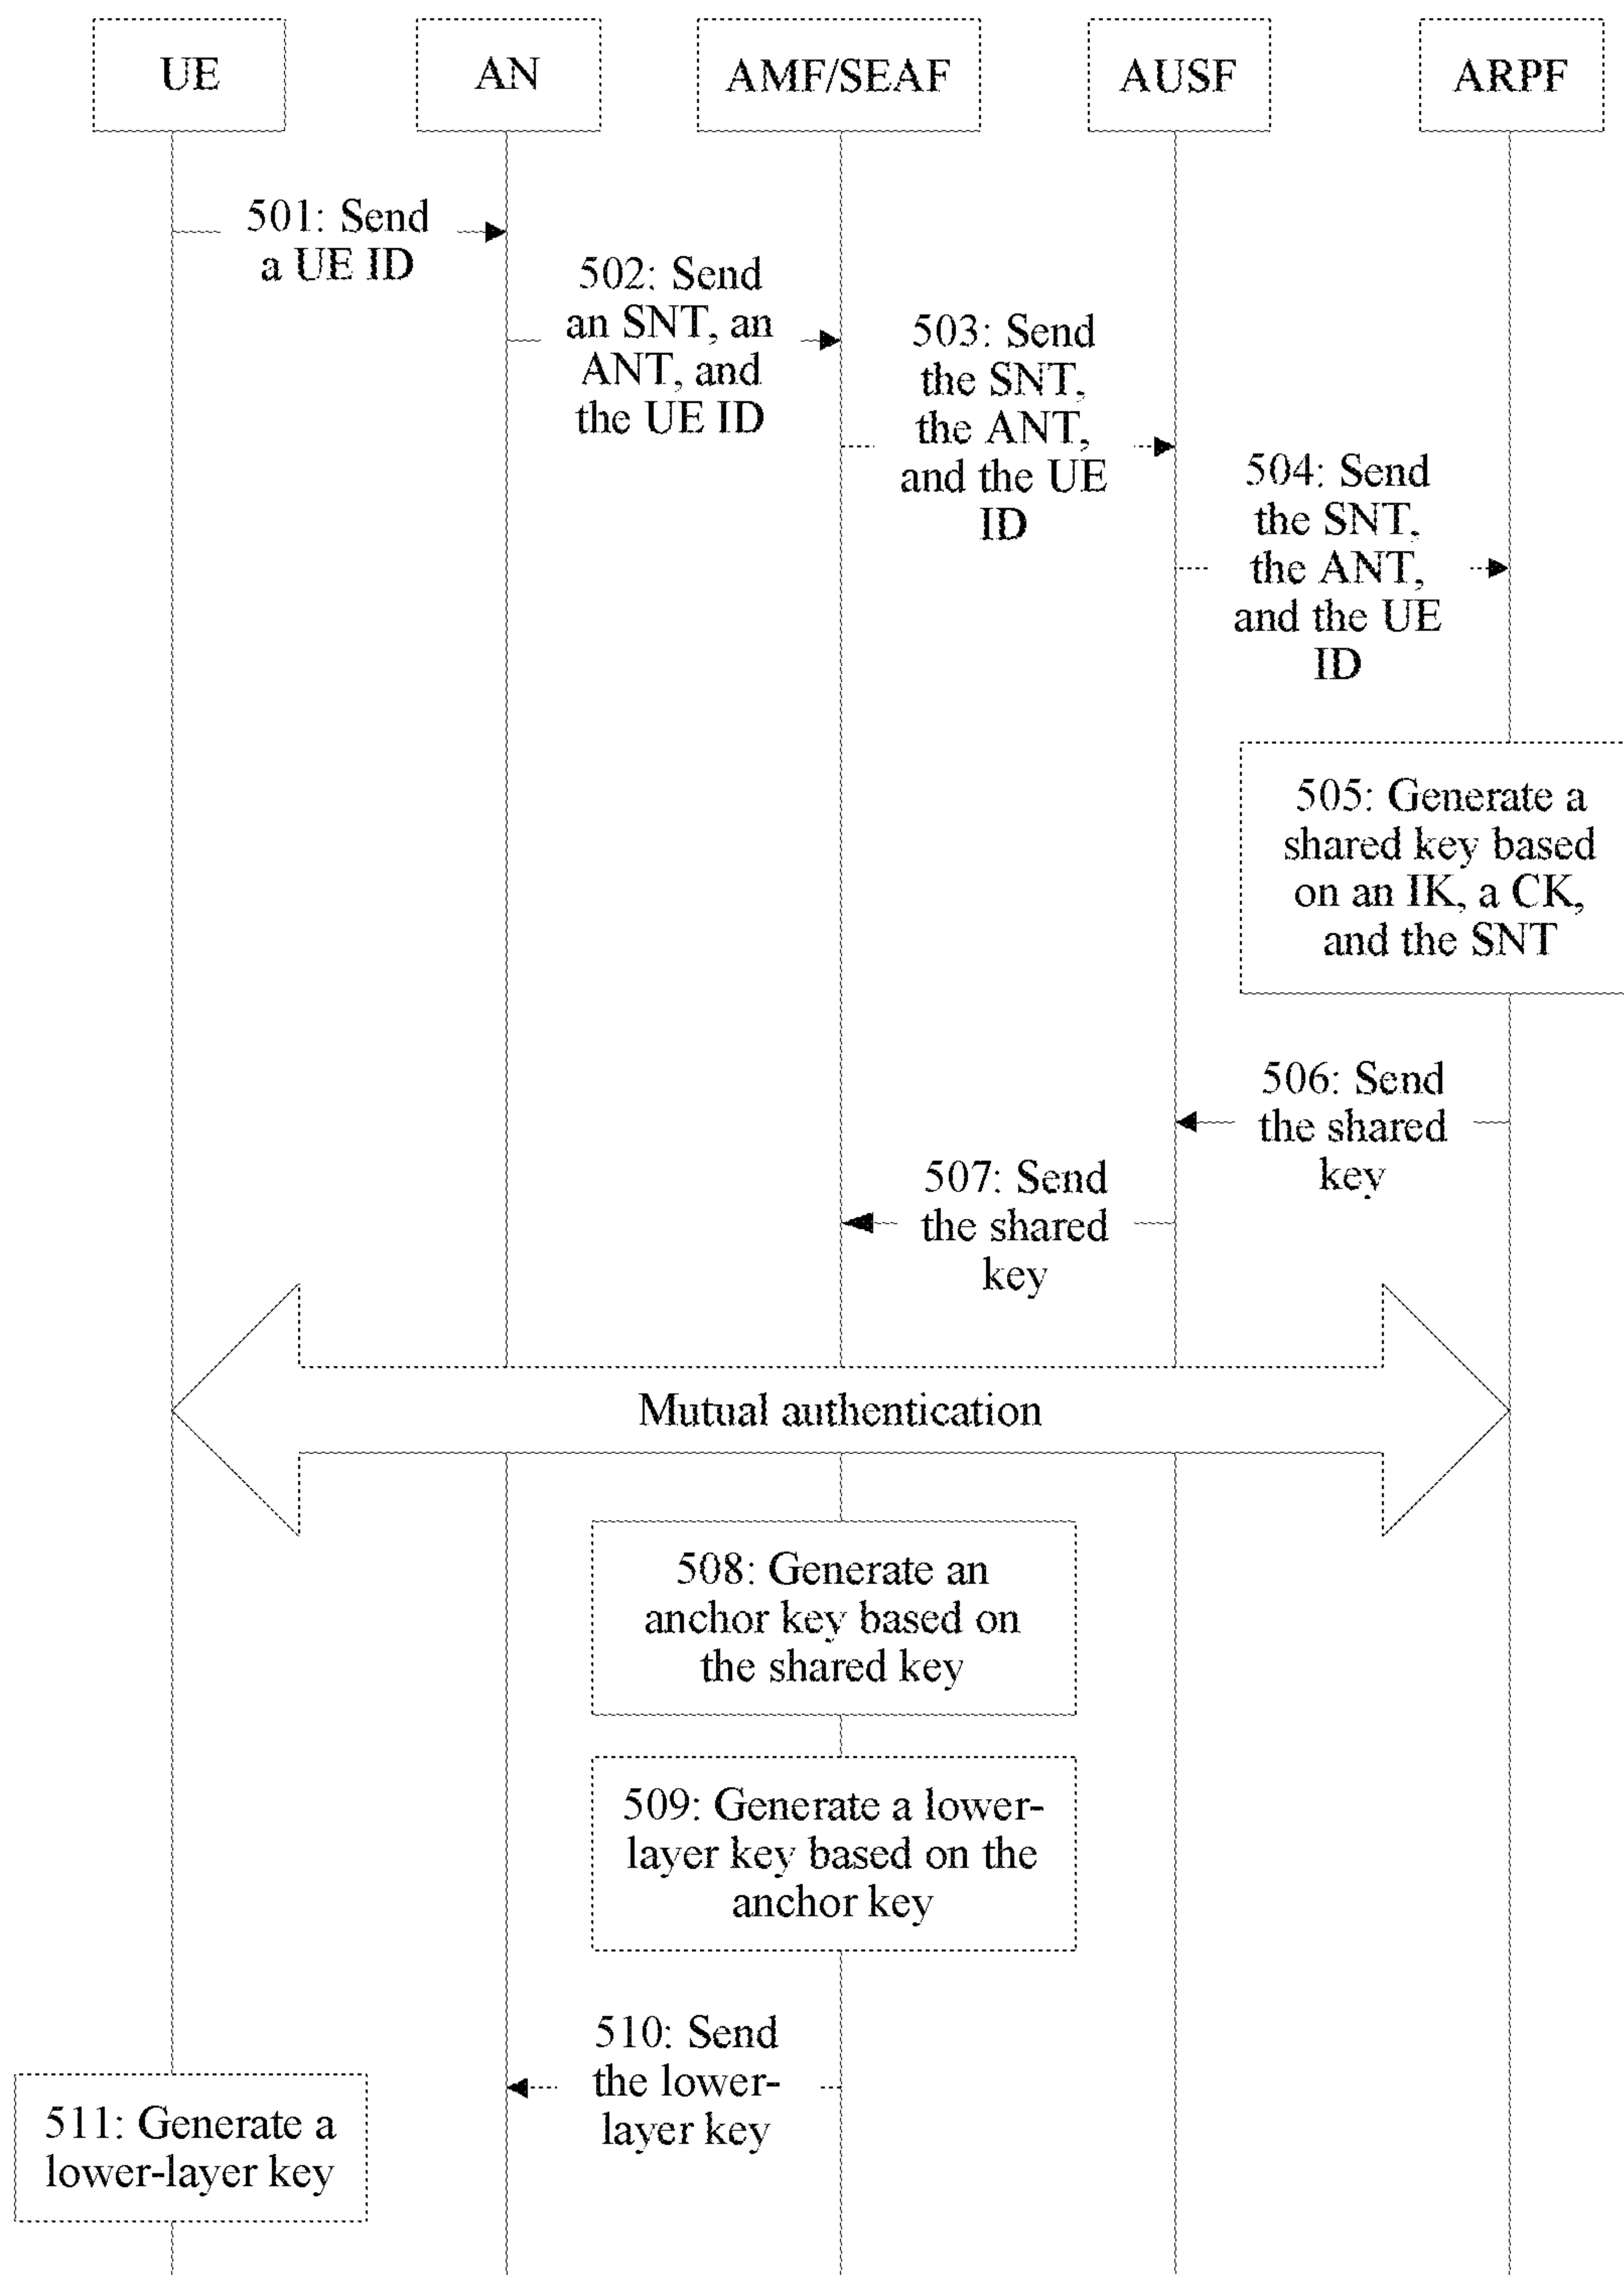 UE
AN
AMF/SEAF
AUSF
ARPF
501: Send
a UE ID
502: Send
an SNT, an
ANT, and
the UE ID
503: Send
the SNT,
the ANT,
and the UE
ID
504: Send
the SNT,
the ANT,
and the UE
ID
505: Generate a
shared key based
on an IK, a CK,
and the SNT
506: Send
the shared
key
507: Send
the shared
key
Mutual authentication
508: Generate an
anchor key based on
the shared key
509: Generate a lower-
layer key based on the
anchor key
510: Send
the lower-
layer key
511: Generate a
lower-layer key